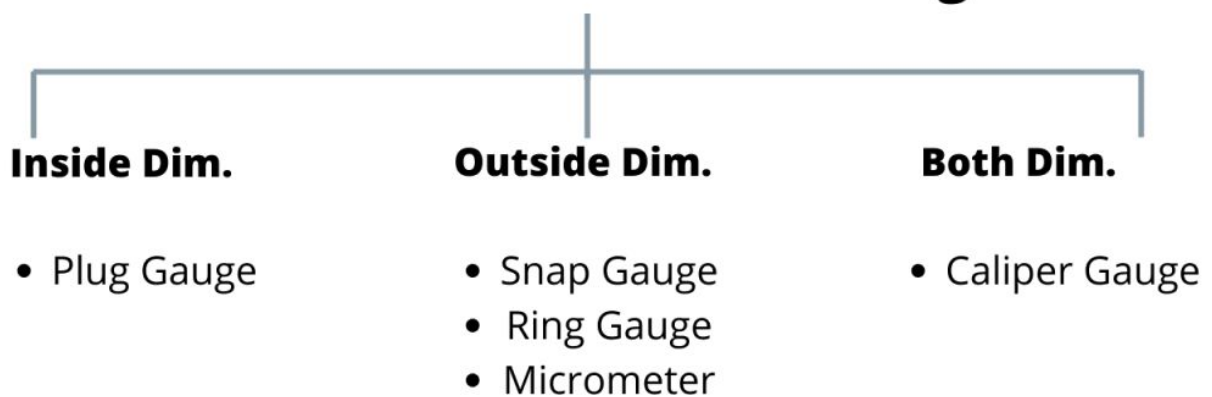 Inside Dim.
Outside Dim.
Both Dim.
• Plug Gauge
• Snap Gauge
• Ring Gauge
• Micrometer
• Caliper Gauge